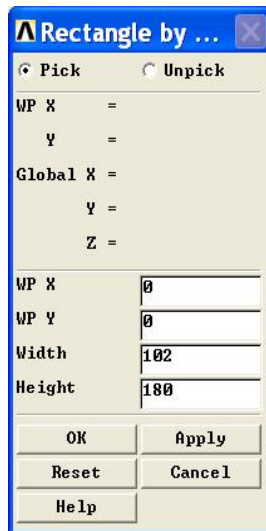 Rectangle by ...
Pick Unpick
WP X =
Y =
Global X =
Y =
Z =
WP X 0
WP Y 0
Width 102
Height 180
OK Apply
Reset Cancel
Help